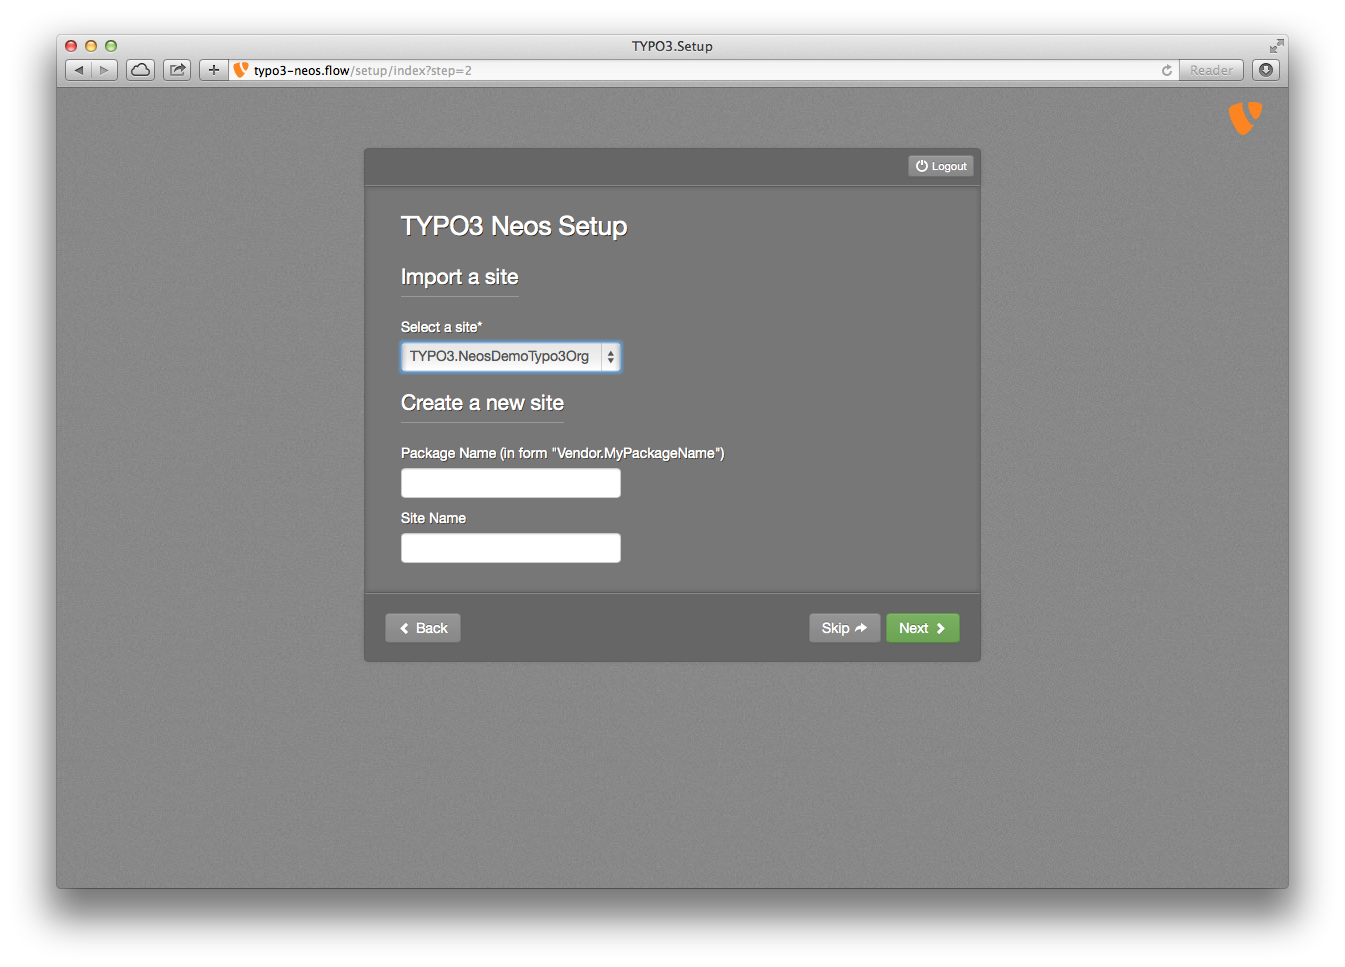 TYPO3.Setup
typo3-neos.flow/setup/index?step=2
Reader
Logout
TYPO3 Neos Setup
Import a site
Select a site*
TYPO3.NeosDemoTypo3Org
Create a new site
Package Name (in form "Vendor.MyPackageName")
Site Name
Back
Skip
Next